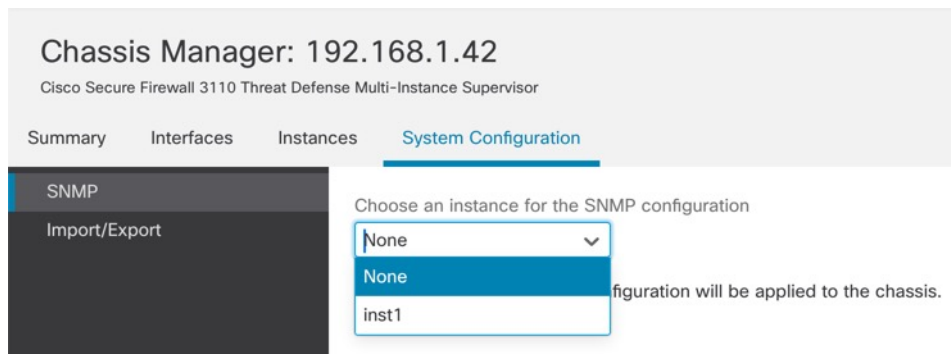 Chassis Manager: 192.168.1.42
Cisco Secure Firewall 3110 Threat Defense Multi-Instance Supervisor
Summary Interfaces Instances System Configuration
SNMP
Import/Export
Choose an instance for the SNMP configuration
None
None
figuration will be applied to the chassis.
inst1